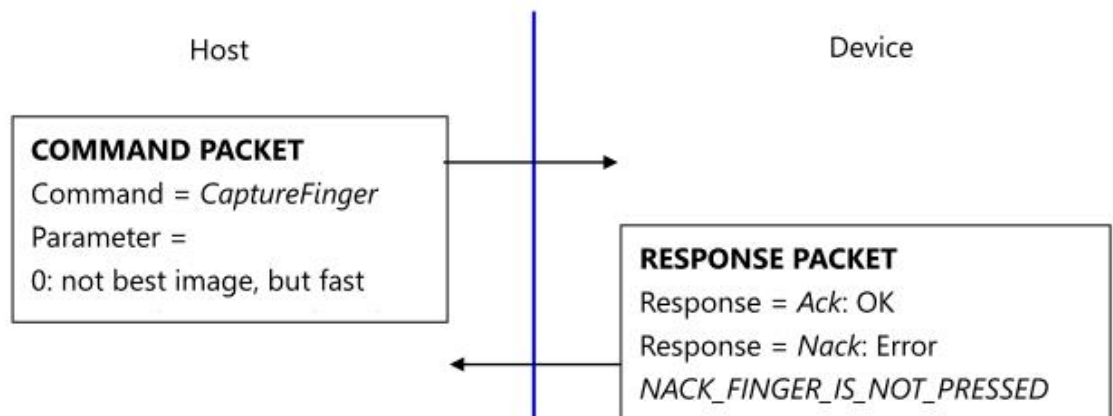 Host
Device
COMMAND PACKET
Command = CaptureFinger
Parameter =
0: not best image, but fast
RESPONSE PACKET
Response = Ack: OK
Response = Nack: Error
NACK_FINGER_IS_NOT_PRESSED